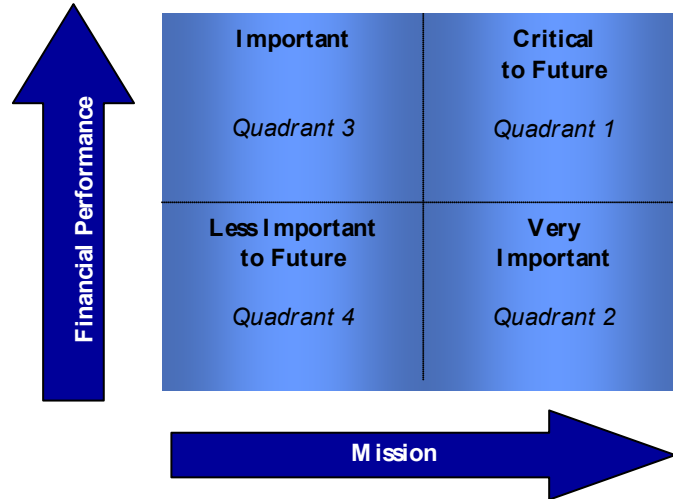 Important
Quadrant 3
Critical
to Future
Quadrant 1
Less Important
to Future
Quadrant 4
Very
Important
Quadrant 2
Financial Performance
Mission